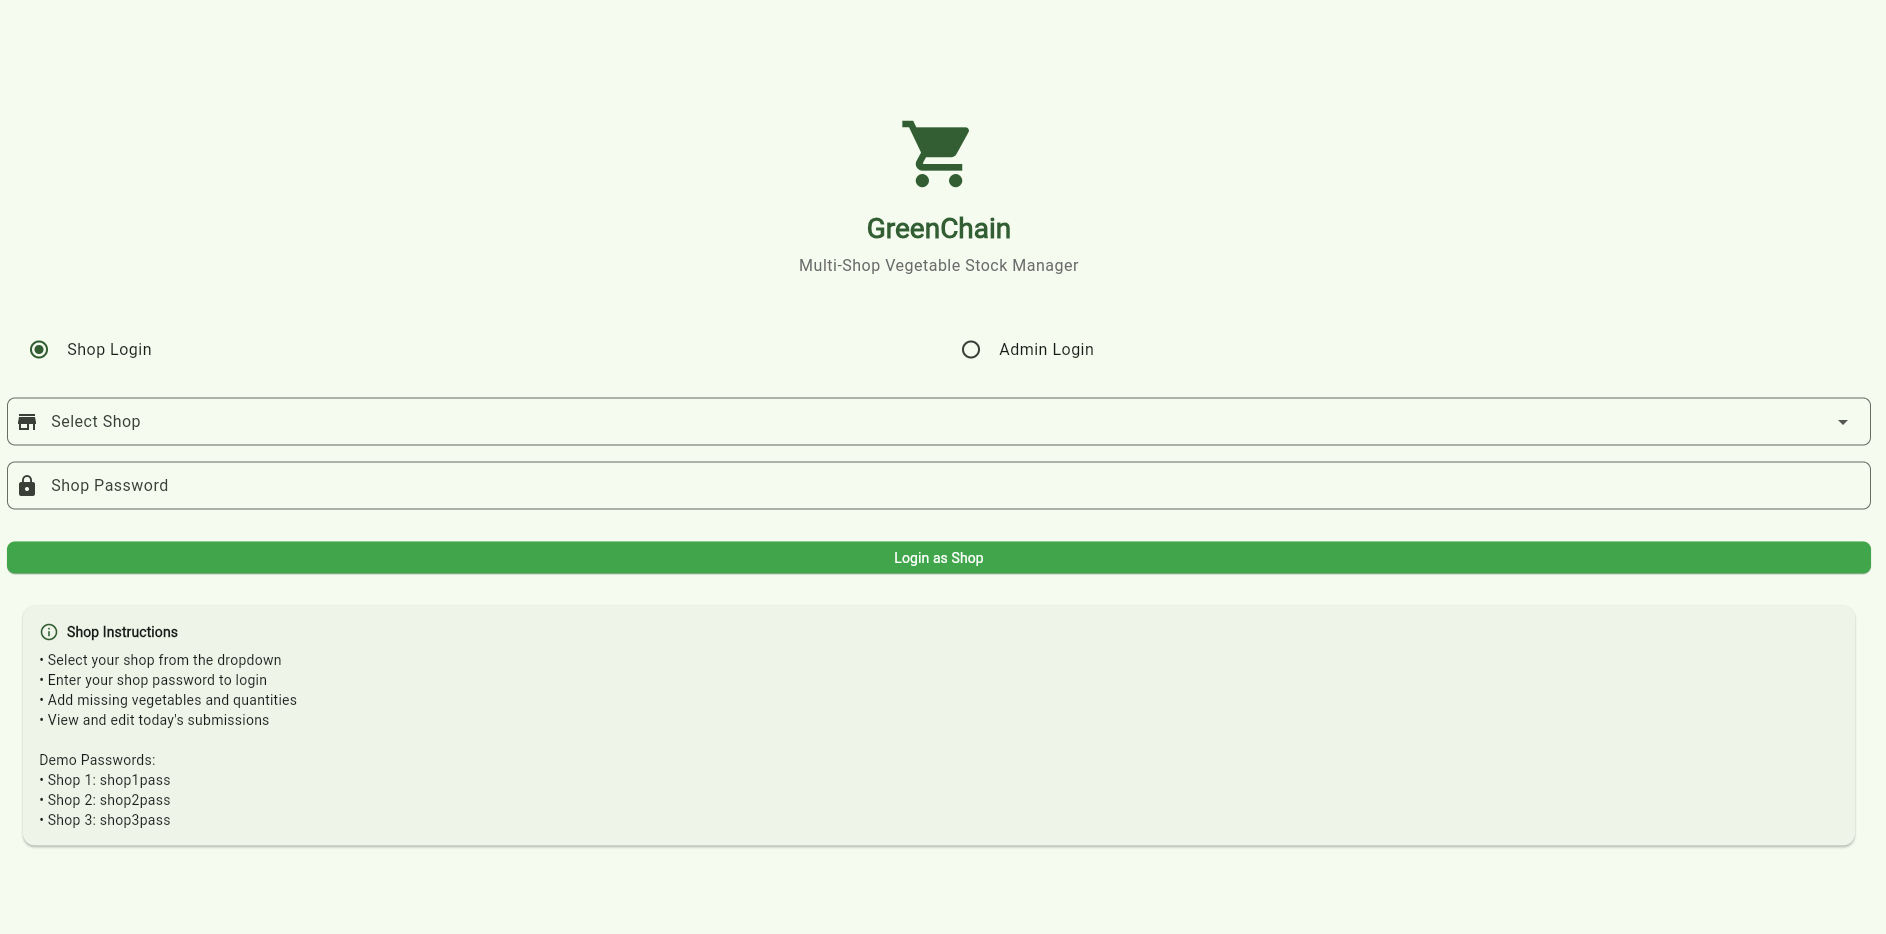 GreenChain
Multi-Shop Vegetable Stock Manager
Shop Login
Admin Login
Select Shop
Shop Password
Login as Shop
Shop Instructions
• Select your shop from the dropdown
• Enter your shop password to login
• Add missing vegetables and quantities
• View and edit today's submissions
Demo Passwords:
• Shop 1: shop1pass
• Shop 2: shop2pass
• Shop 3: shop3pass